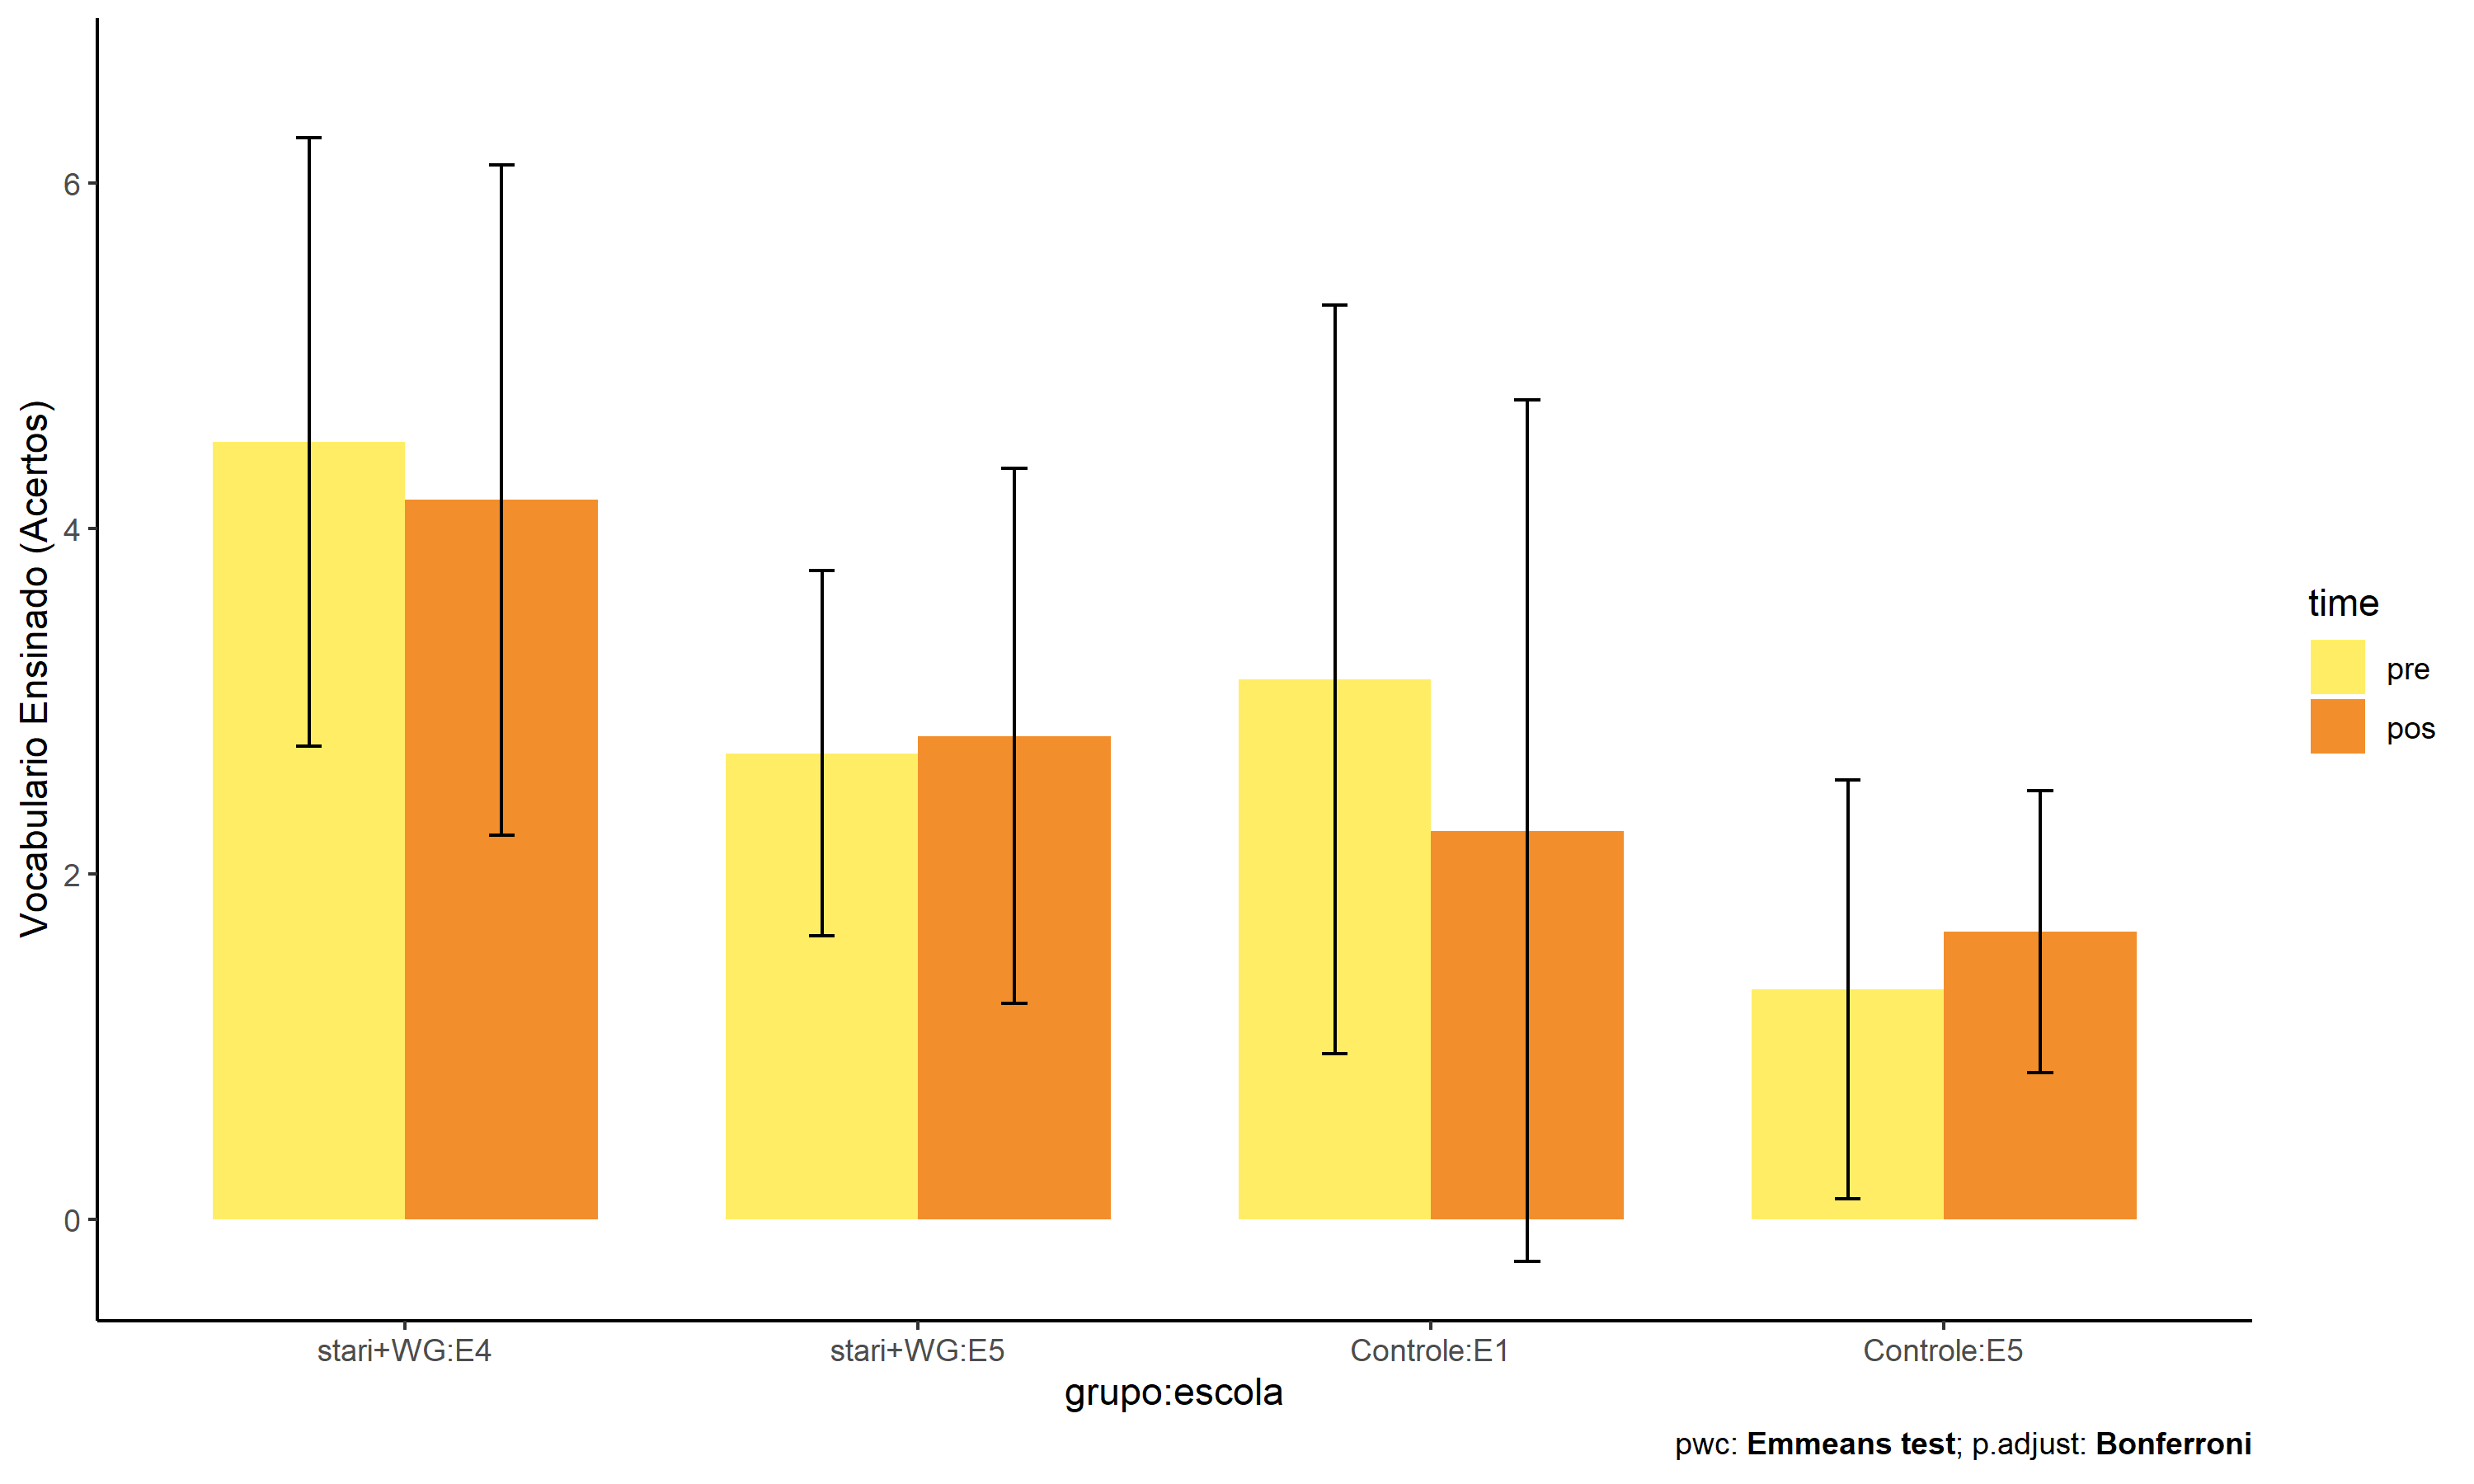 Vocabulario Ensinado (Acertos)
6
4
2
0
stari+WG:E4
stari+WG:E5
Controle:E1
Controle:E5
grupo:escola
time
pre
pos
pwc: Emmeans test; p.adjust: Bonferroni